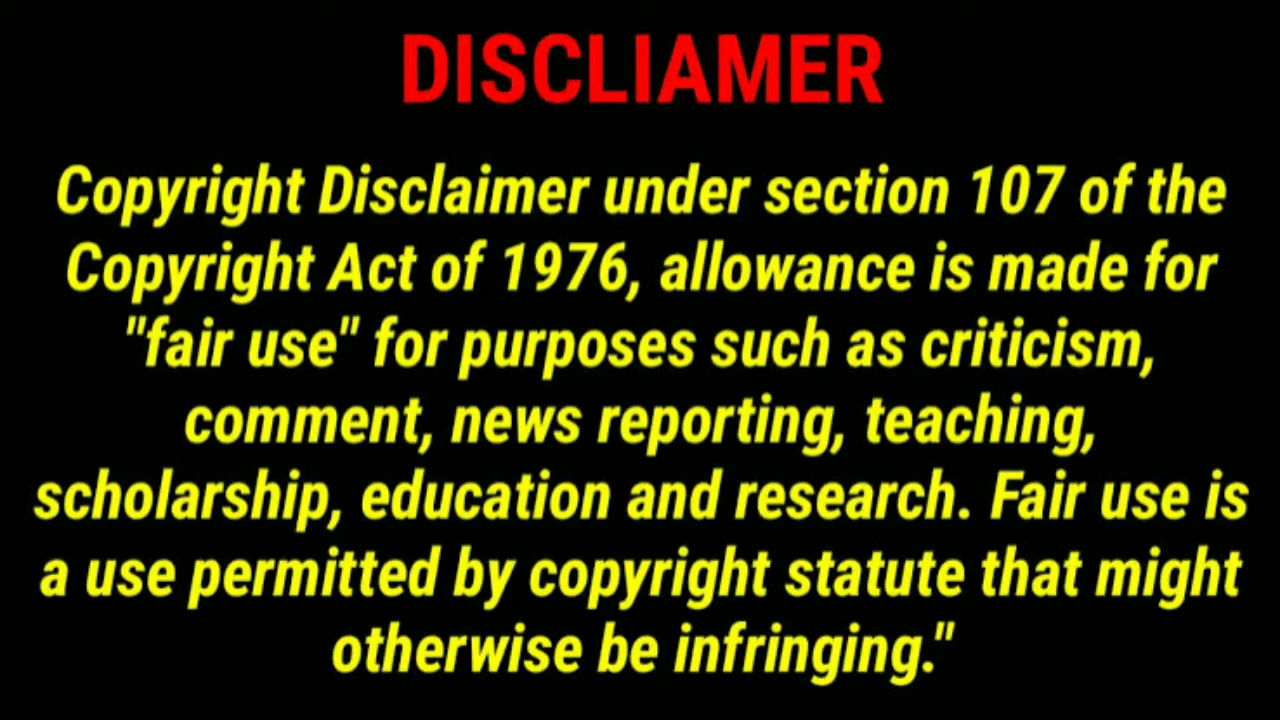 DISCLIAMER
Copyright Disclaimer under section 107 of the
Copyright Act of 1976, allowance is made for
"fair use" for purposes such as criticism,
comment, news reporting, teaching,
scholarship, education and research. Fair use is
a use permitted by copyright statute that might
otherwise be infringing."